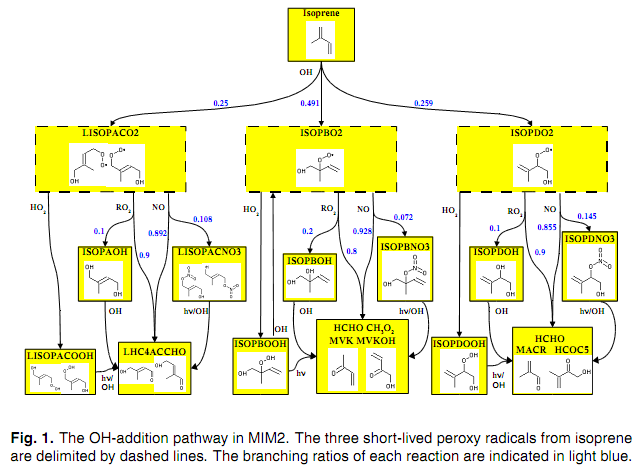 Isoprene
OH
0.25
0.491
0.259
LISOPACO2
ISOPBO2
ISOPDO2
HO2
RO2
NO
HO2
RO2
NO
HO2
RO2
NO
0.1
0.892
0.108
0.9
0.2
0.928
0.072
0.8
0.1
0.855
0.145
0.9
ISOPAOH
LISOPACNO3
ISOPBOH
ISOPBNO3
ISOPDOH
ISOPDNO3
OH
hν/OH
OH
OH
hν/OH
OH
hν/OH
LISOPACOOH
hν/
OH
LHC4ACCHO
ISOPBOOH
hν
HCHO CH3O2
MVK MVKOH
ISOPDOOH
hν/
OH
HCHO
MACR HCOC5
Fig. 1. The OH-addition pathway in MIM2. The three short-lived peroxy radicals from isoprene
are delimited by dashed lines. The branching ratios of each reaction are indicated in light blue.